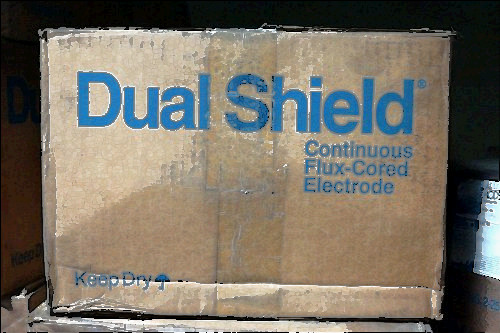 Dual Shield®
Continuous
Flux-Cored
Electrode
Keep Dry